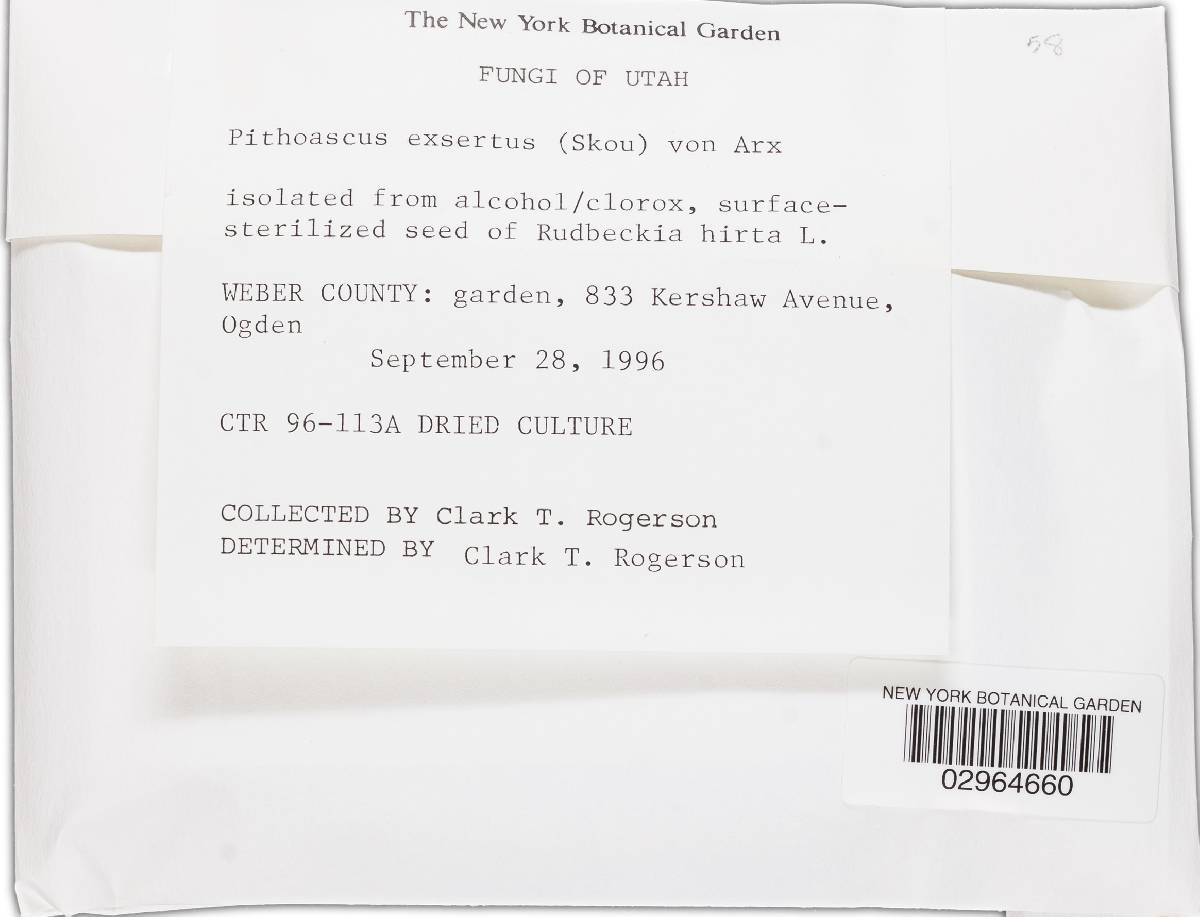 The New York Botanical Garden
58
FUNGI OF UTAH
Pithoascus exsertus (Skou) von Arx
isolated from alcohol/clorox, surface-
sterilized seed of Rudbeckia hirta L.
WEBER COUNTY: garden, 833 Kershaw Avenue,
Ogden
September 28, 1996
CTR 96-113A DRIED CULTURE
COLLECTED BY Clark T. Rogerson
DETERMINED BY Clark T. Rogerson
NEW YORK BOTANICAL GARDEN
02964660